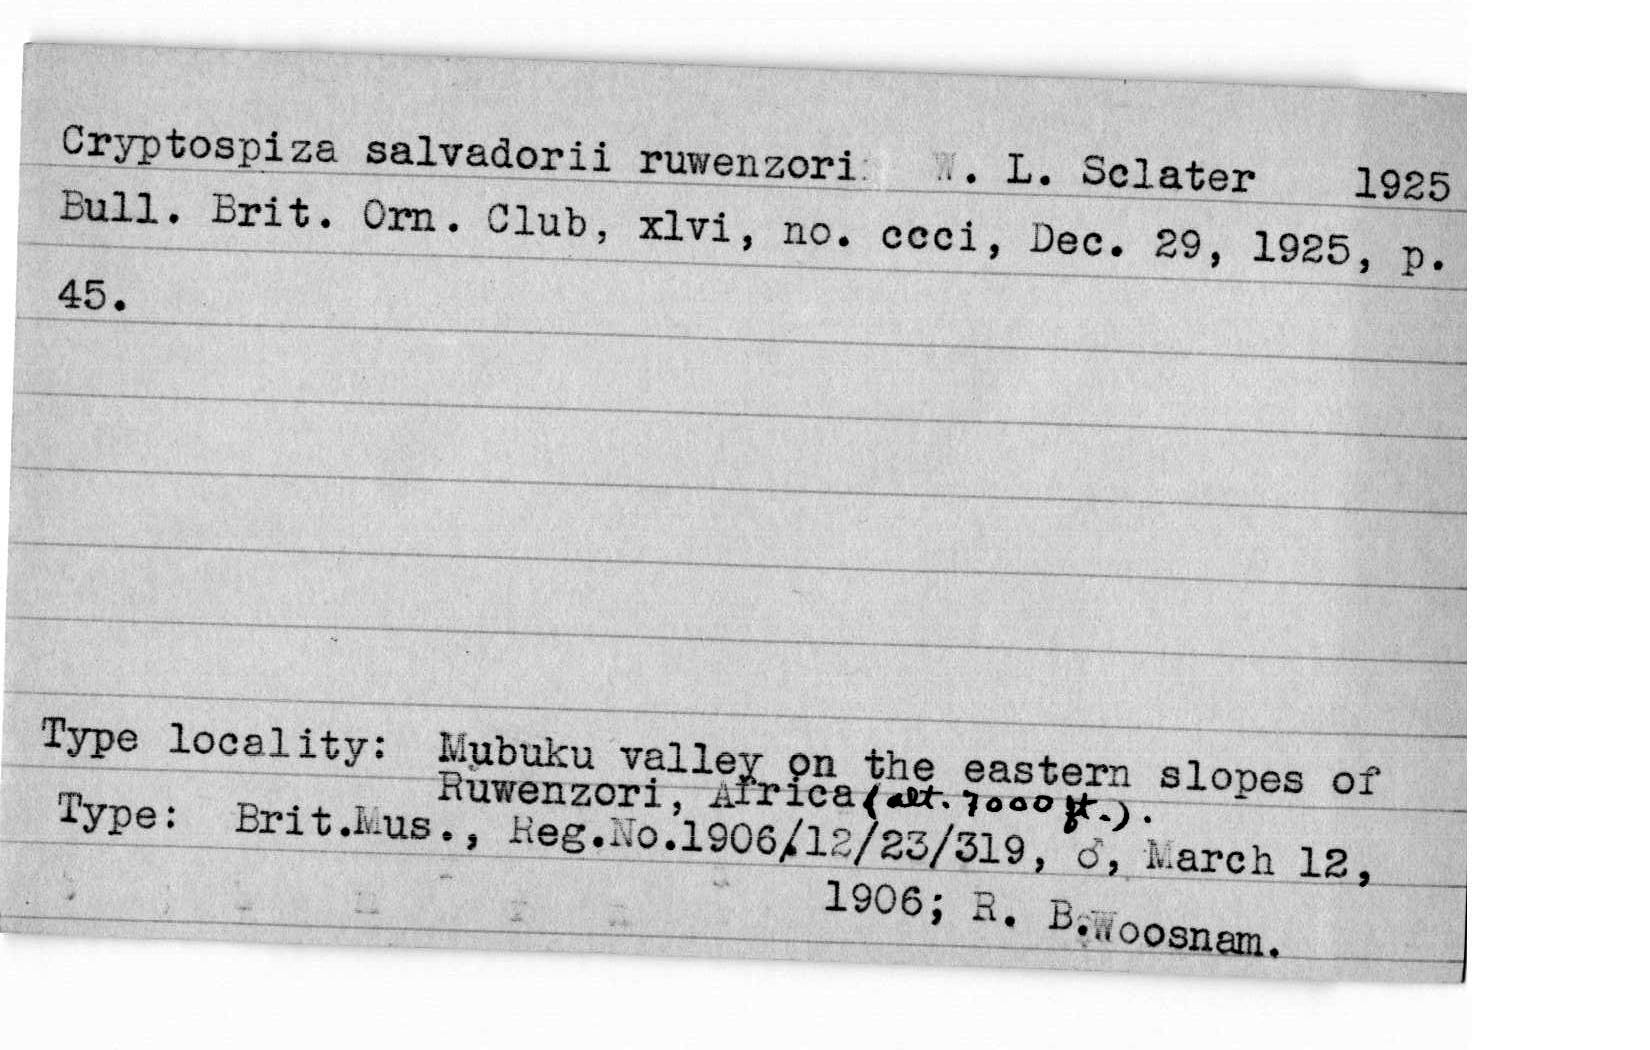 Cryptospiza salvadorii ruwenzori W. L. Sclater 1925
Bull. Brit. Orn. Club, xlvi, no. ccci, Dec. 29, 1925, p.
45.
Type locality: Mubuku valley on the eastern slopes of
Ruwenzori, Africa (alt. 7000 ft.).
Type: Brit.Mus., Reg.No.1906/12/23/319, ♂, March 12,
1906; R. B. Woosnam.